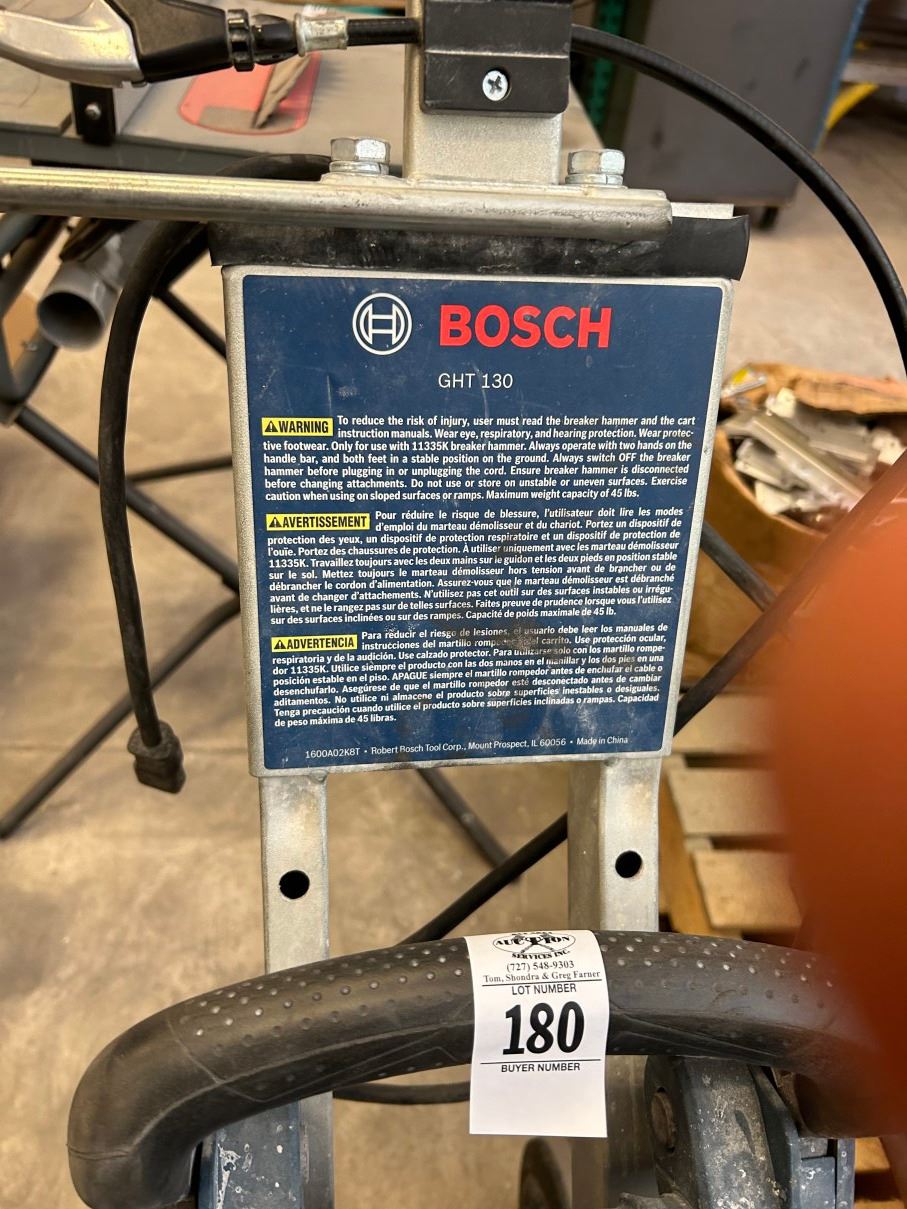 BOSCH
GHT 130
WARNING To reduce the risk of injury, user must read the breaker hammer and the cart
instruction manuals. Wear eye, respiratory, and hearing protection. Wear protec-
tive footwear. Only for use with 11335K breaker hammer. Always operate with two hands on the
handle bar, and both feet in a stable position on the ground. Always switch OFF the breaker
hammer before plugging in or unplugging the cord. Ensure breaker hammer is disconnected
before changing attachments. Do not use or store on unstable or uneven surfaces. Exercise
caution when using on sloped surfaces or ramps. Maximum weight capacity of 45 lbs.
AVERTISSEMENT Pour réduire le risque de blessure, l'utilisateur doit lire les modes
d'emploi du marteau démolisseur et du chariot. Portez un dispositif de
protection des yeux, un dispositif de protection respiratoire et un dispositif de protection de
l'ouïe. Portez des chaussures de protection. À utiliser uniquement avec les marteau démolisseur
11335K. Travaillez toujours avec les deux mains sur le guidon et les deux pieds en position stable
sur le sol. Mettez toujours le marteau démolisseur hors tension avant de brancher ou de
débrancher le cordon d'alimentation. Assurez-vous que le marteau démolisseur est débranché
avant de changer d'attachements. N'utilisez pas cet outil sur des surfaces instables ou irrégu-
lières, et ne le rangez pas sur de telles surfaces. Faites preuve de prudence lorsque vous l'utilisez
sur des surfaces inclinées ou sur des rampes. Capacité de poids maximale de 45 lb.
ADVERTENCIA Para reducir el riesgo de lesiones, el usuario debe leer los manuales de
instrucciones del martillo rompedor y del carrito. Use protección ocular,
respiratoria y de la audición. Use calzado protector. Para utilizarse solo con los martillo rompe-
dor 11335K. Utilice siempre el producto con las dos manos en el manillar y los dos pies en una
posición estable en el piso. APAGUE siempre el martillo rompedor antes de enchufar el cable o
desenchufarlo. Asegúrese de que el martillo rompedor esté desconectado antes de cambiar
aditamentos. No utilice ni almacene el producto sobre superficies inestables o desiguales.
Tenga precaución cuando utilice el producto sobre superficies inclinadas o rampas. Capacidad
de peso máxima de 45 libras.
1600A02K8T • Robert Bosch Tool Corp., Mount Prospect, IL 60056 • Made in China
AUCTION
SERVICES INC.
(727) 548-9303
Tom, Shondra & Greg Farner
LOT NUMBER
180
BUYER NUMBER